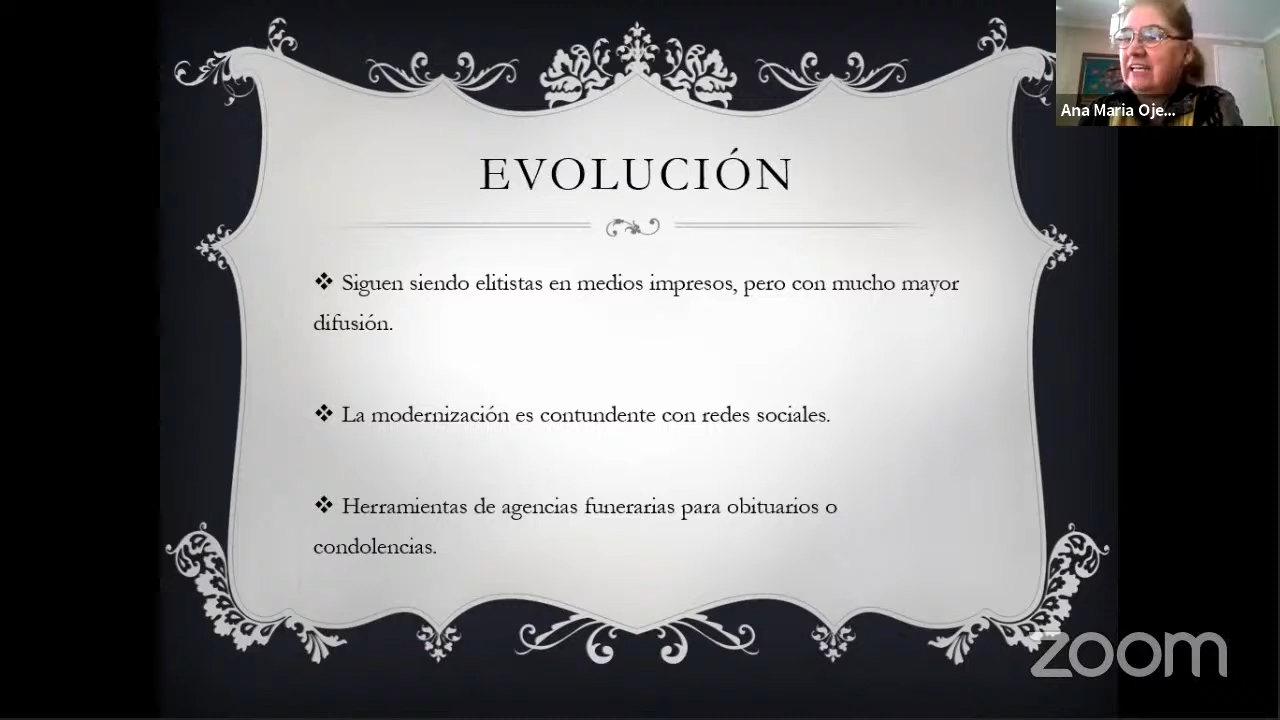 Ana Maria Oje...
EVOLUCIÓN
❖ Siguen siendo elitistas en medios impresos, pero con mucho mayor
difusión.
❖ La modernización es contundente con redes sociales.
❖ Herramientas de agencias funerarias para obituarios o
condolencias.
zoom